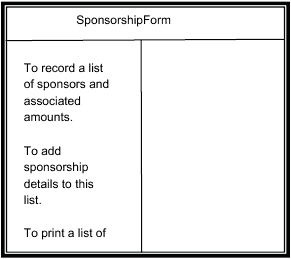 SponsorshipForm
To record a list
of sponsors and
associated
amounts.
To add
sponsorship
details to this
list.
To print a list of